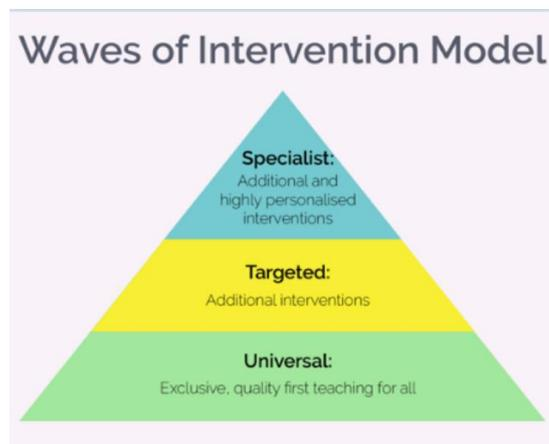 Waves of Intervention Model
Specialist:
Additional and
highly personalised
interventions
Targeted:
Additional interventions
Universal:
Exclusive, quality first teaching for all